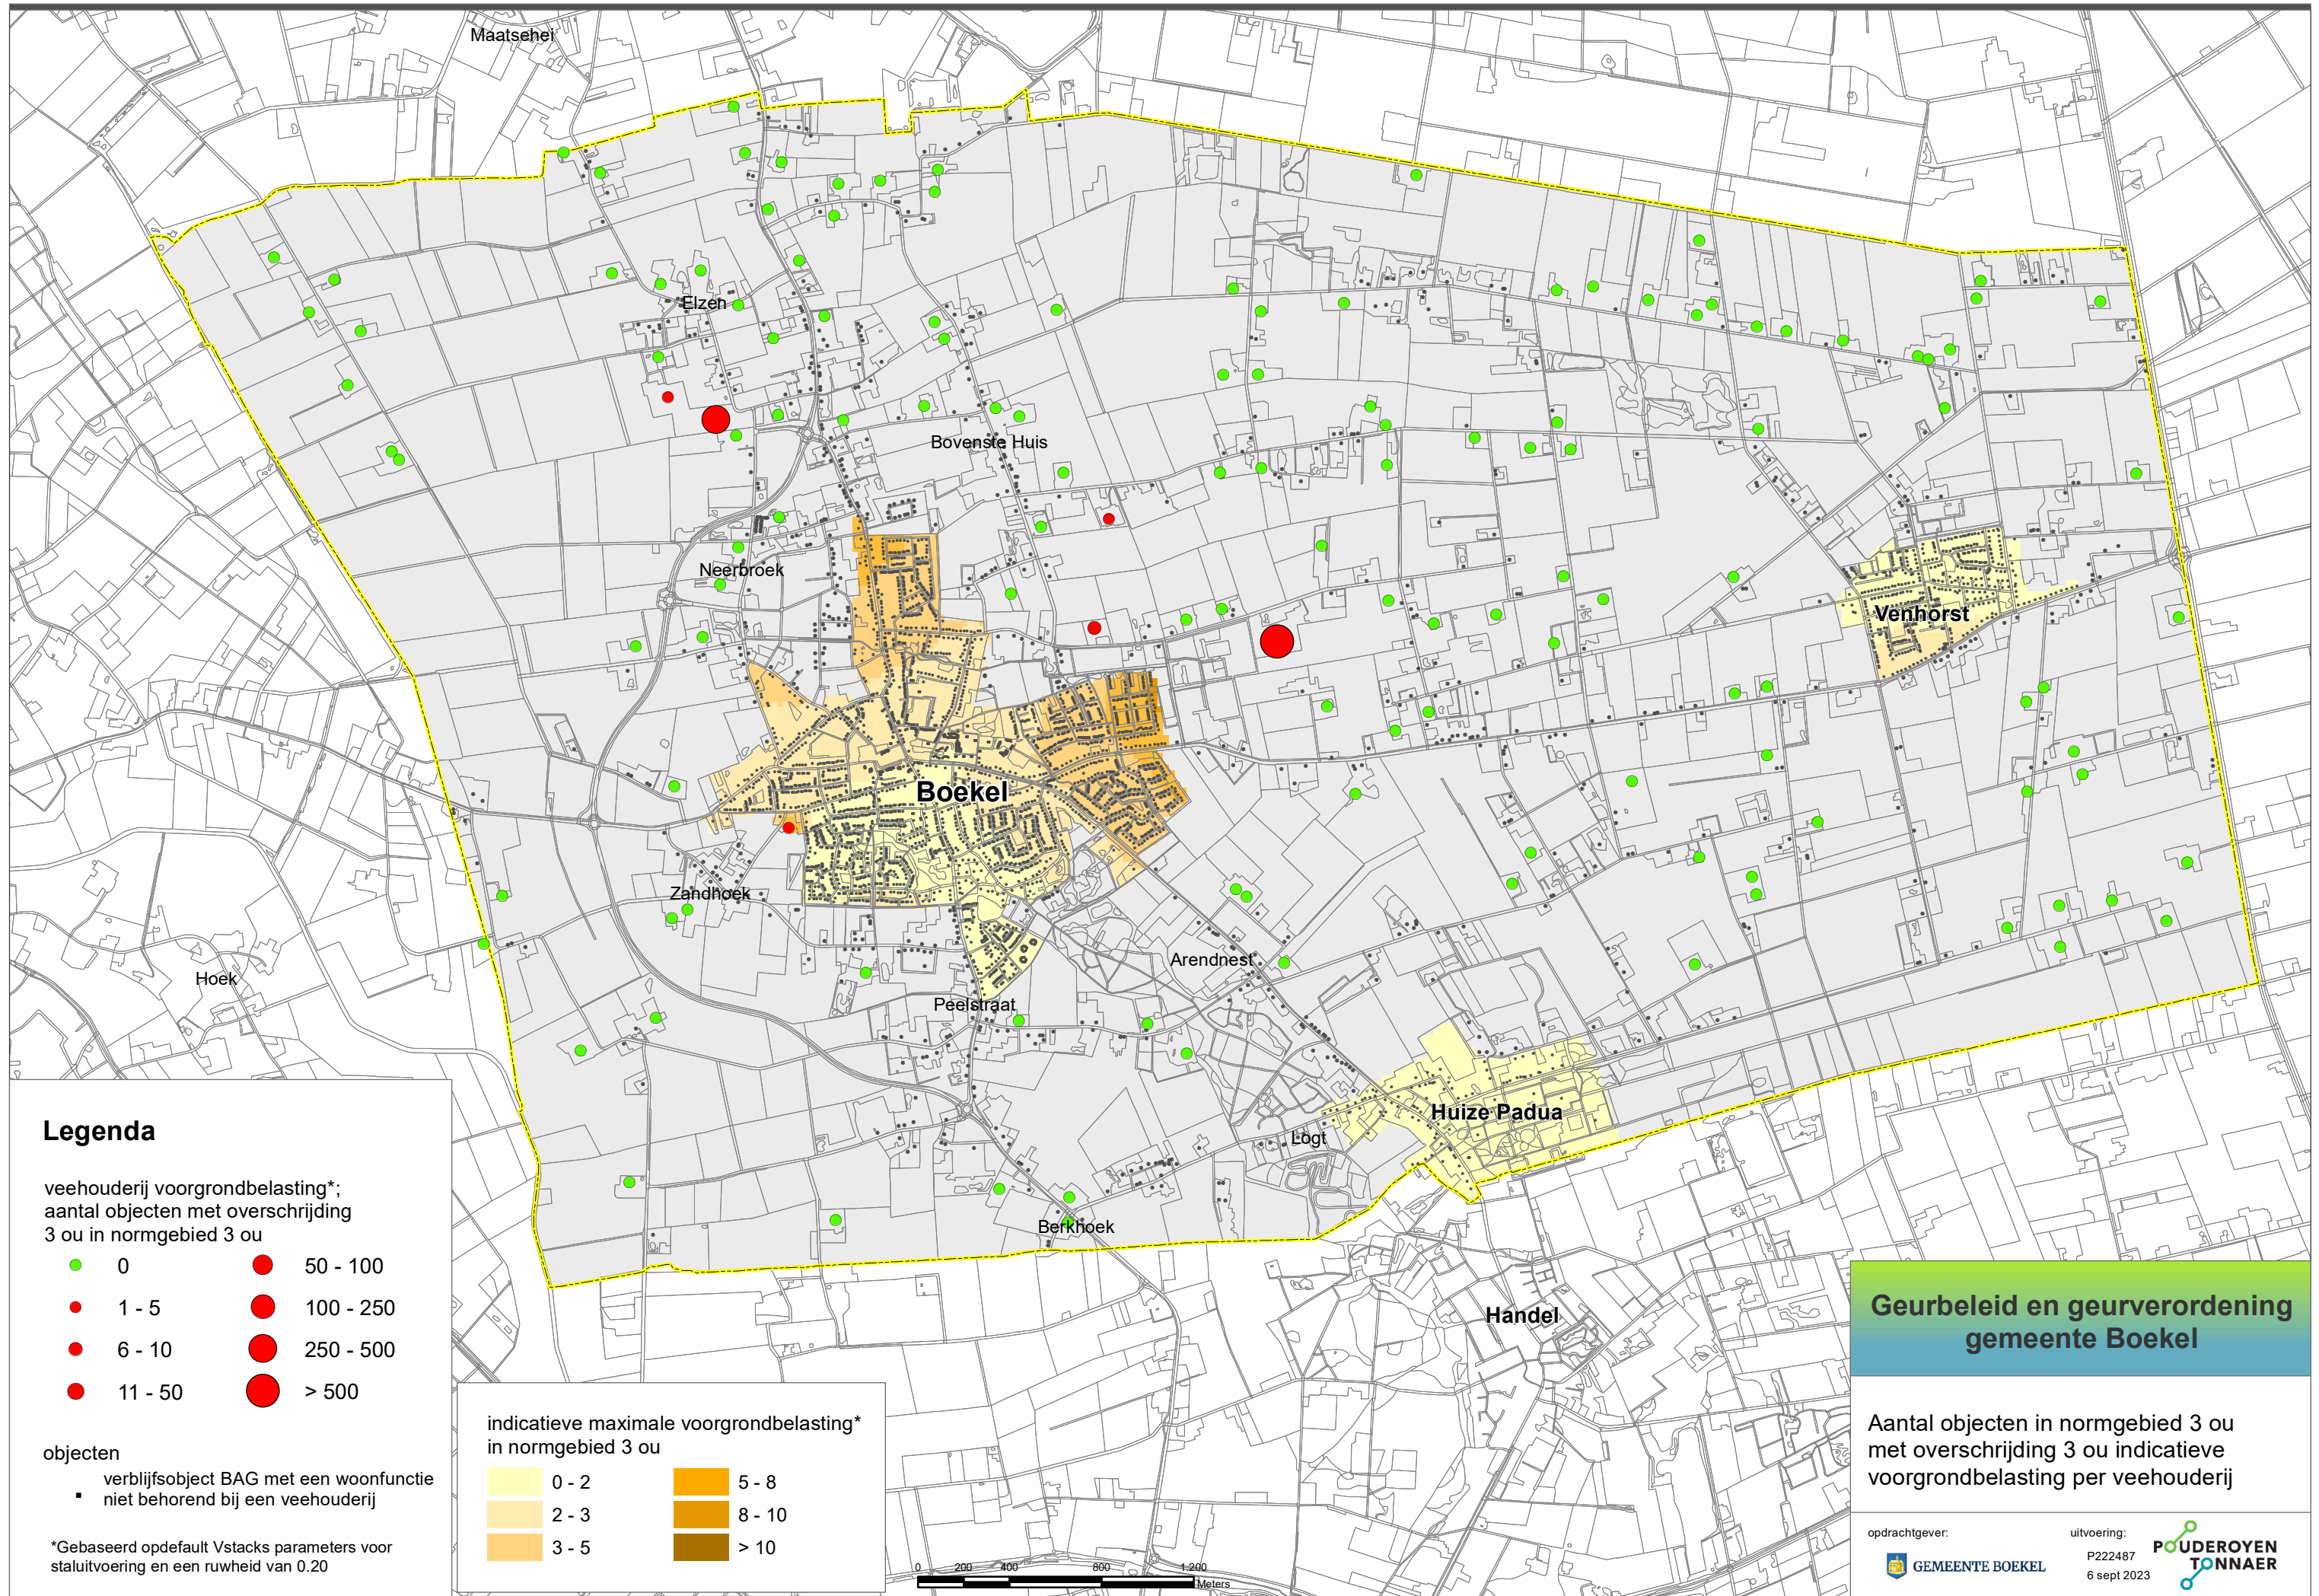 Maatsehei
Elzen
Bovenste Huis
Neerbroek
Venhorst
Boekel
Zandhoek
Arendnest
Hoek
Peelstraat
Huize Padua
Logt
Berkhoek
Handel
Legenda
veehouderij voorgrondbelasting*;
aantal objecten met overschrijding
3 ou in normgebied 3 ou
0
50 - 100
1 - 5
100 - 250
6 - 10
250 - 500
11 - 50
> 500
objecten
verblijfsobject BAG met een woonfunctie
niet behorend bij een veehouderij
*Gebaseerd opdefault Vstacks parameters voor
staluitvoering en een ruwheid van 0.20
indicatieve maximale voorgrondbelasting*
in normgebied 3 ou
0 - 2
5 - 8
2 - 3
8 - 10
3 - 5
> 10
0 200 400 800 1.200
Meters
Geurbeleid en geurverordening
gemeente Boekel
Aantal objecten in normgebied 3 ou
met overschrijding 3 ou indicatieve
voorgrondbelasting per veehouderij
opdrachtgever:
GEMEENTE BOEKEL
uitvoering:
P222487
6 sept 2023
POUDEROYEN
TONNAER